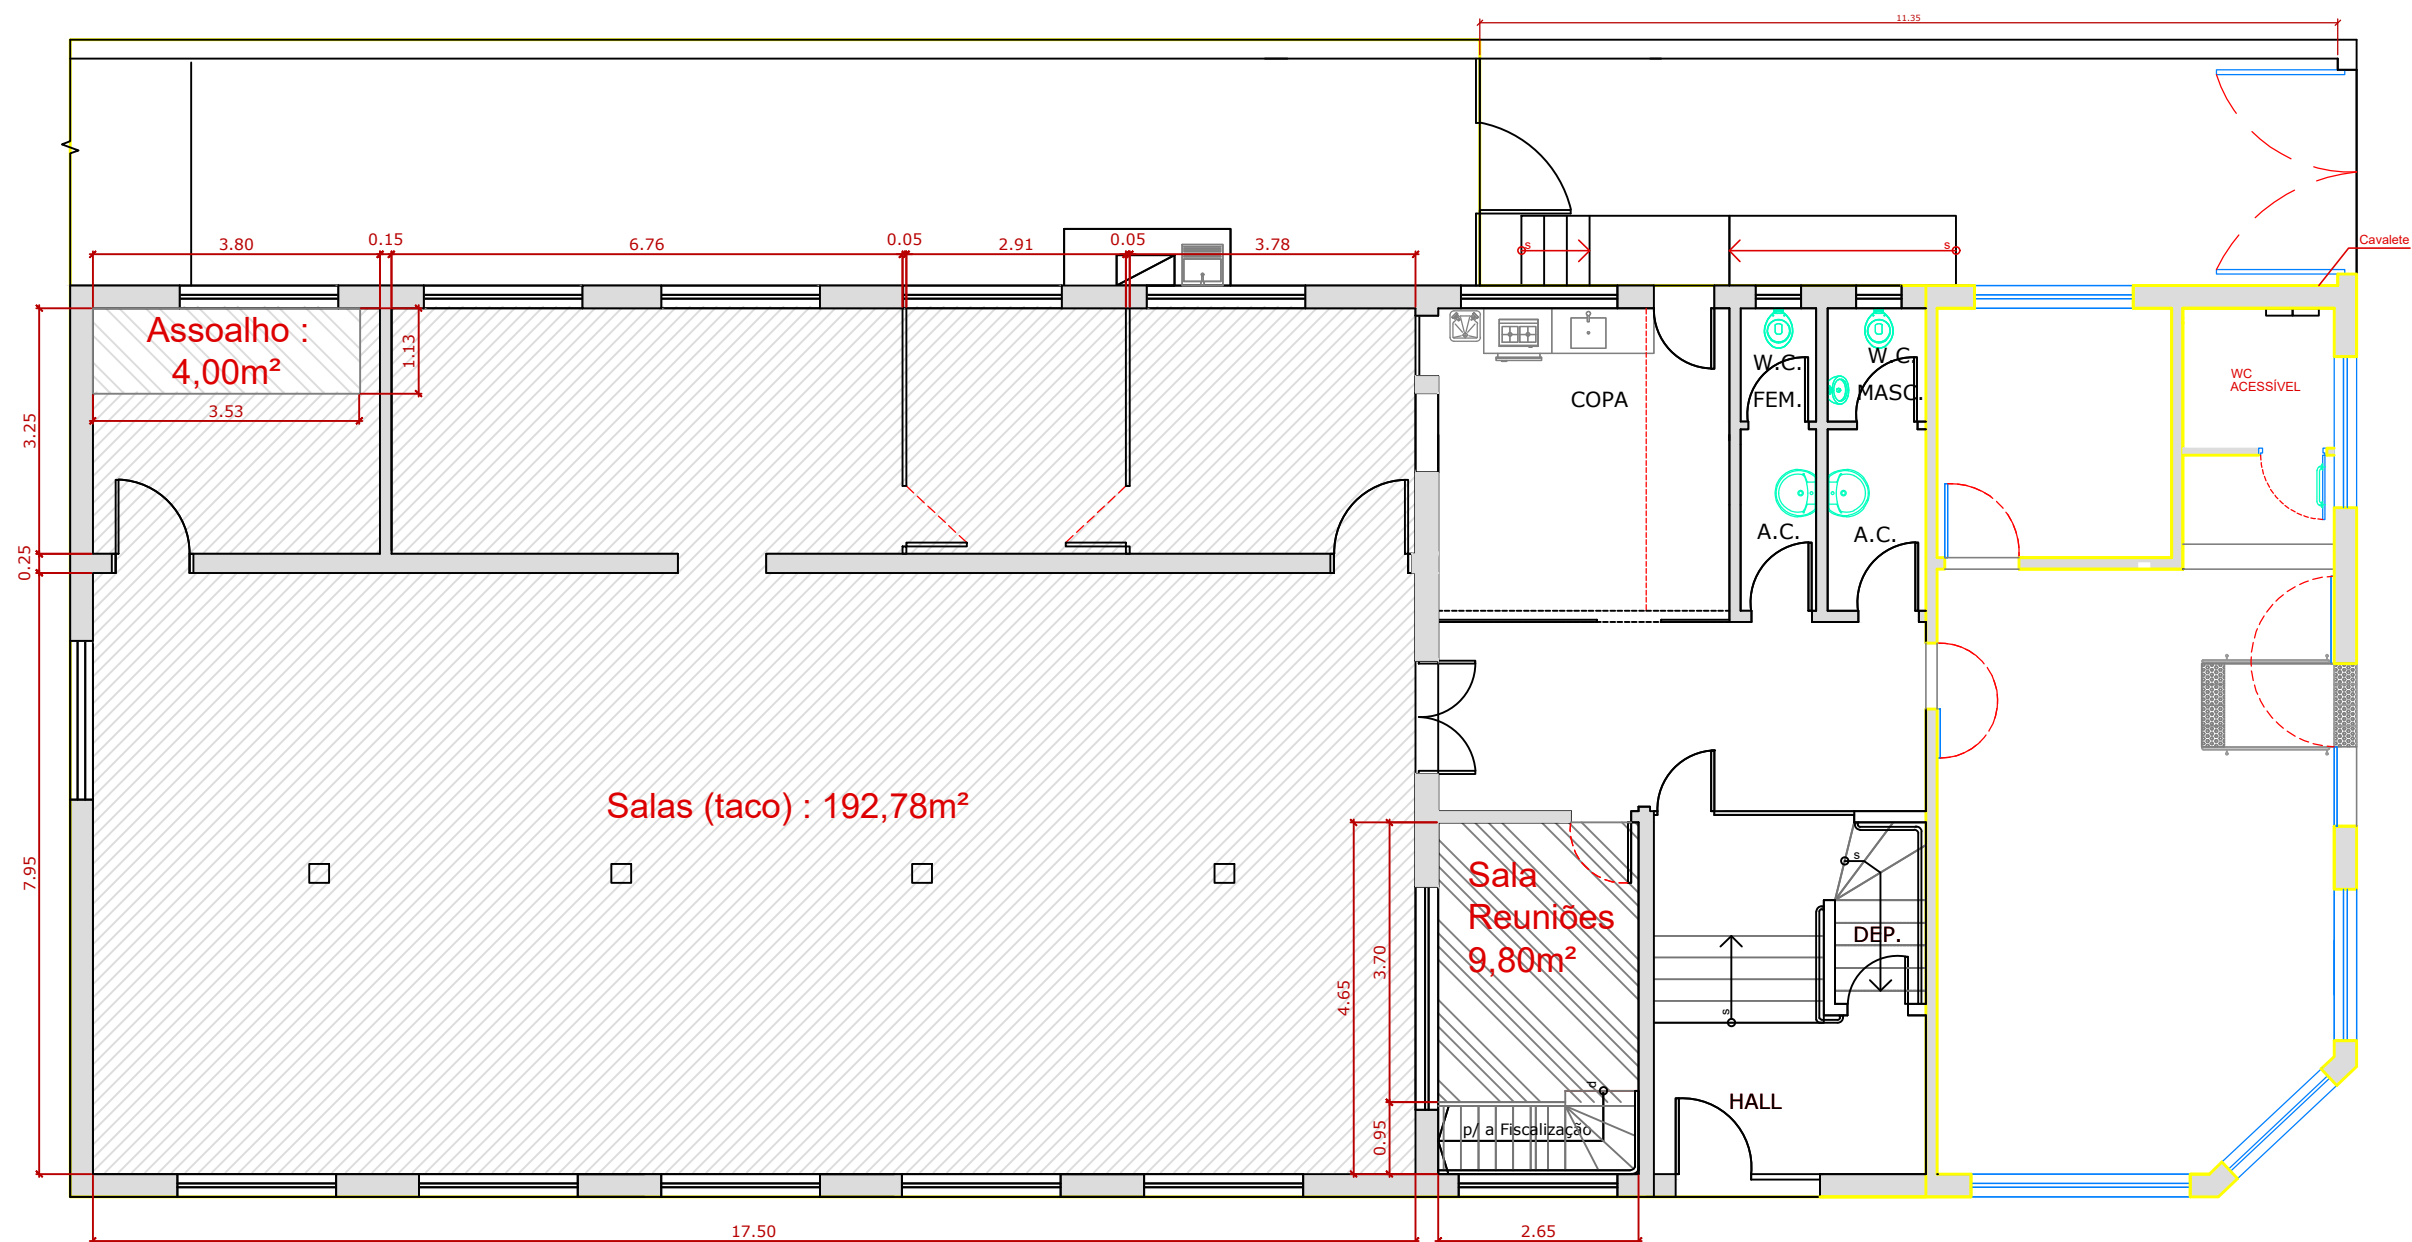 11.35
Cavalete
s
s
3.80
0.15
6.76
0.05
2.91
0.05
3.78
Assoalho :
4,00m²
1.13
3.53
3.25
0.25
7.95
COPA
W.C.
FEM.
W.C.
MASC.
WC
ACESSÍVEL
A.C.
A.C.
Salas (taco) : 192,78m²
Sala
Reuniões
9,80m²
4.65
3.70
0.95
s
DEP.
s
d
p/ a Fiscalização
HALL
17.50
2.65